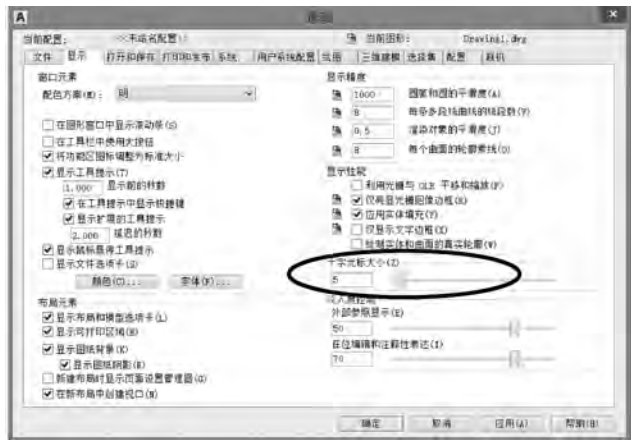 选项
当前配置: <<未命名配置>> 当前图形: Drawing1.dwg
文件 显示 打开和保存 打印和发布 系统 用户系统配置 绘图 三维建模 选择集 配置 联机
窗口元素
配色方案(M): 明
在图形窗口中显示滚动条(S)
在工具栏中使用大按钮
将功能区图标调整为标准大小
显示工具提示(T)
1.000 显示前的秒数
在工具提示中显示快捷键
显示扩展的工具提示
2.000 延迟的秒数
显示鼠标悬停工具提示
显示文件选项卡(S)
颜色(C)... 字体(F)...
布局元素
显示布局和模型选项卡(L)
显示可打印区域(B)
显示图纸背景(K)
显示图纸阴影(E)
新建布局时显示页面设置管理器(G)
在新布局中创建视口(N)
显示精度
1000 圆弧和圆的平滑度(A)
8 每条多段线曲线的线段数(V)
0.5 渲染对象的平滑度(J)
8 每个曲面的轮廓素线(O)
显示性能
利用光栅与 OLE 平移和缩放(P)
仅亮显光栅图像边框(R)
应用实体填充(Y)
仅显示文字边框(X)
绘制实体和曲面的真实轮廓(W)
十字光标大小(Z)
5
淡入度控制
外部参照显示(E)
50
在位编辑和注释性表达(I)
70
确定 取消 应用(A) 帮助(H)